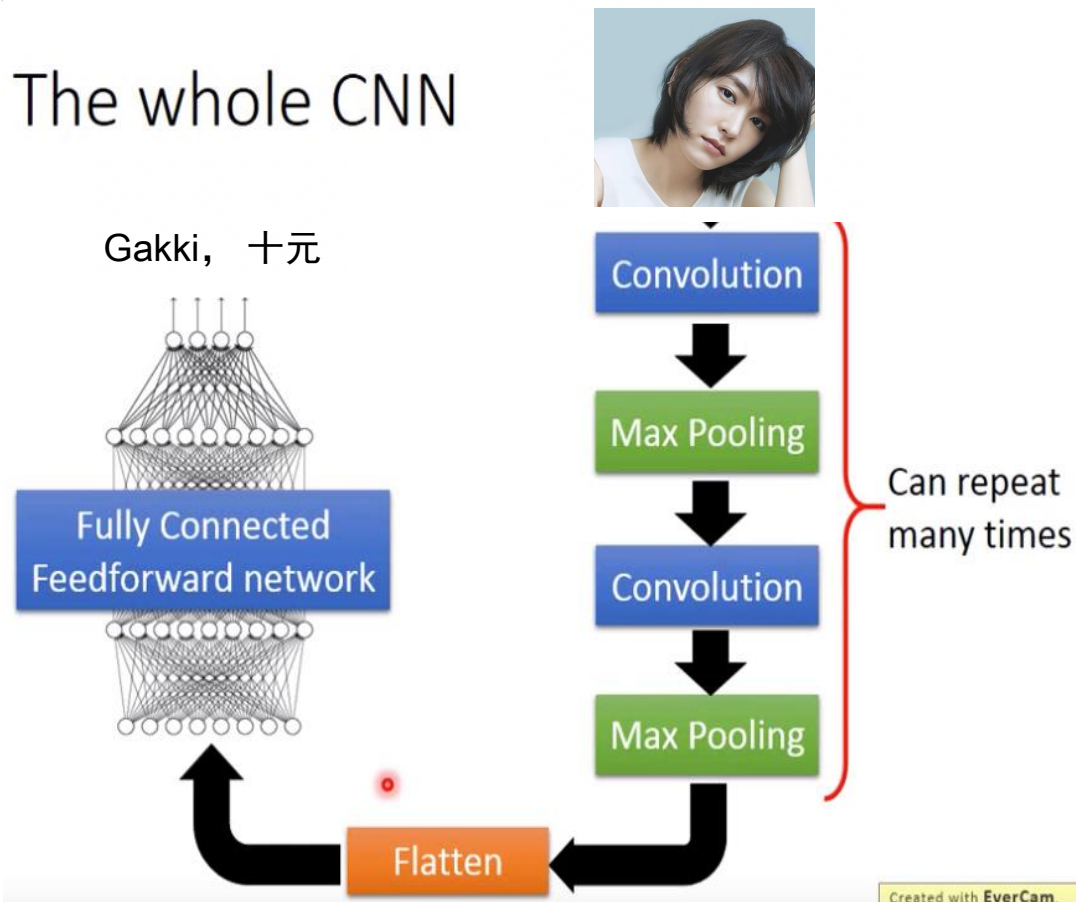 The whole CNN
Gakki， 十元
Convolution
Max Pooling
Convolution
Max Pooling
Can repeat
many times
Flatten
Fully Connected
Feedforward network
Created with EverCam.